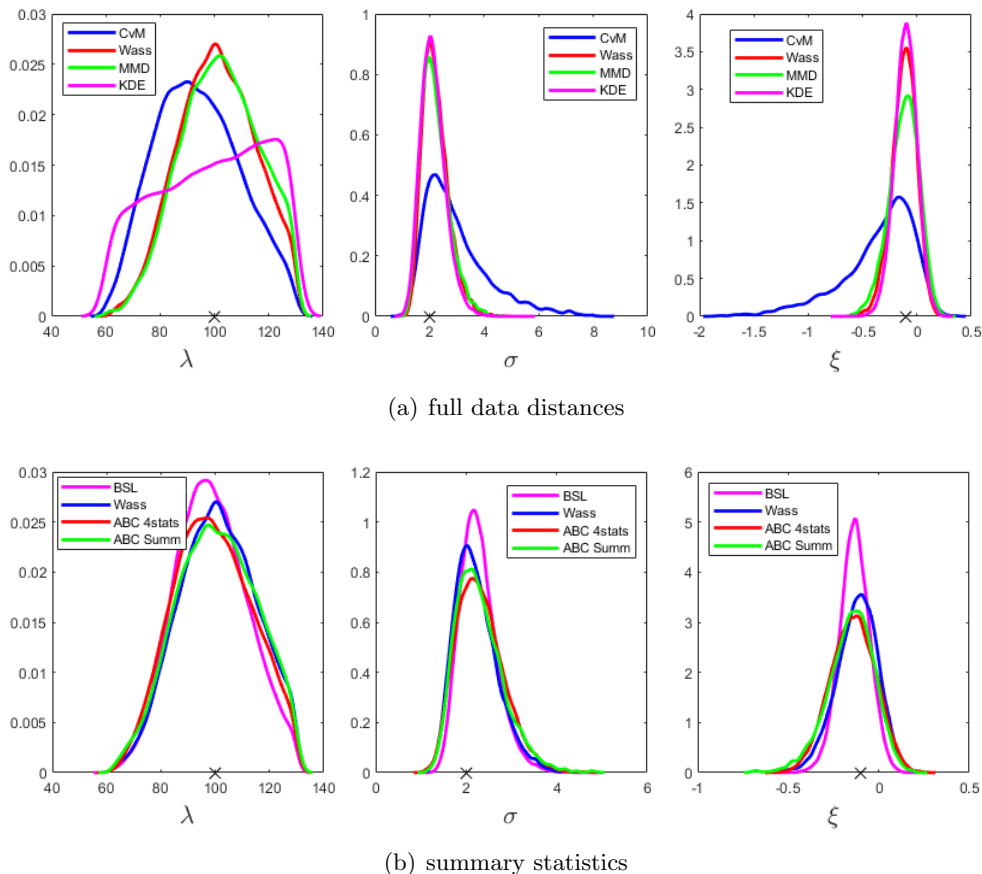 0.03
0.025
0.02
0.015
0.01
0.005
0
40 60 80 100 120 140
λ
CvM
Wass
MMD
KDE
1
0.8
0.6
0.4
0.2
0
0 2 4 6 8 10
σ
CvM
Wass
MMD
KDE
4
3.5
3
2.5
2
1.5
1
0.5
0
-2 -1.5 -1 -0.5 0 0.5
ξ
CvM
Wass
MMD
KDE
(a) full data distances
0.03
0.025
0.02
0.015
0.01
0.005
0
40 60 80 100 120 140
λ
BSL
Wass
ABC 4stats
ABC Summ
1.2
1
0.8
0.6
0.4
0.2
0
0 2 4 6
σ
BSL
Wass
ABC 4stats
ABC Summ
6
5
4
3
2
1
0
-1 -0.5 0 0.5
ξ
BSL
Wass
ABC 4stats
ABC Summ
(b) summary statistics